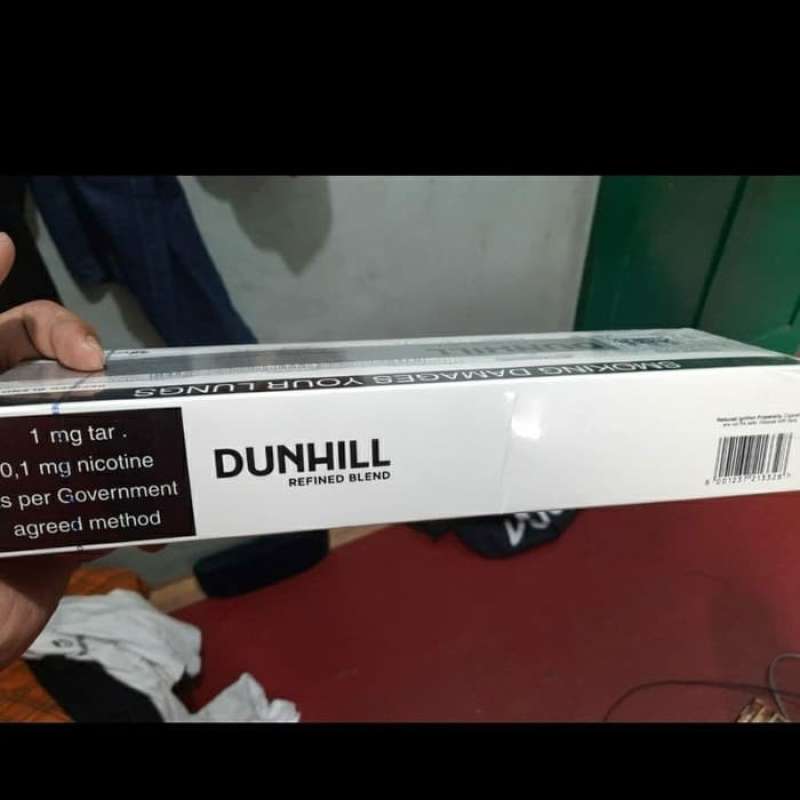 SMOKING DAMAGES YOUR LUNGS
1 mg tar .
0,1 mg nicotine
s per Government
agreed method
DUNHILL
REFINED BLEND